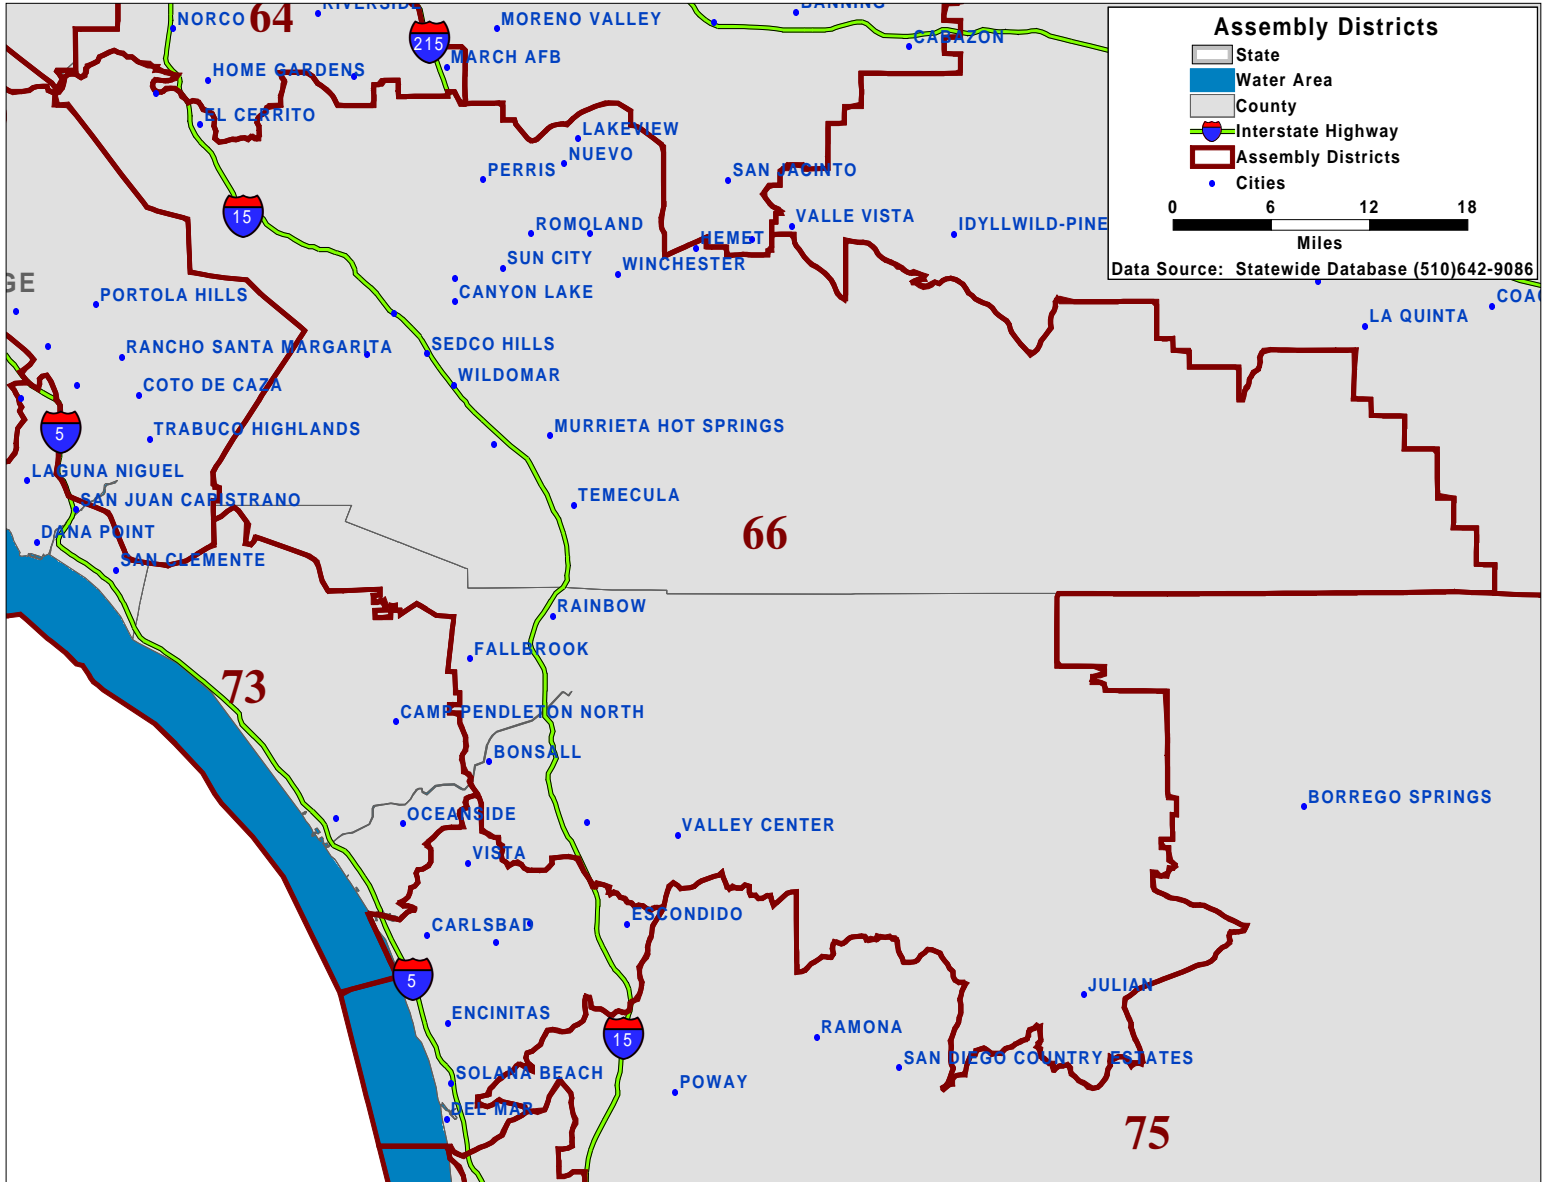 RIVERSIDE
BANNING
NORCO
64
MORENO VALLEY
Assembly Districts
CABAZON
215
State
MARCH AFB
HOME GARDENS
Water Area
County
EL CERRITO
LAKEVIEW
Interstate Highway
NUEVO
Assembly Districts
PERRIS
SAN JACINTO
Cities
0 6 12 18
15
VALLE VISTA
ROMOLAND
IDYLLWILD-PINE
HEMET
Miles
SUN CITY
WINCHESTER
Data Source: Statewide Database (510)642-9086
GE
PORTOLA HILLS
CANYON LAKE
COAC
LA QUINTA
RANCHO SANTA MARGARITA
SEDCO HILLS
COTO DE CAZA
WILDOMAR
5
TRABUCO HIGHLANDS
MURRIETA HOT SPRINGS
LAGUNA NIGUEL
SAN JUAN CAPISTRANO
TEMECULA
DANA POINT
66
SAN CLEMENTE
RAINBOW
FALLBROOK
73
CAMP PENDLETON NORTH
BONSALL
BORREGO SPRINGS
OCEANSIDE
VALLEY CENTER
VISTA
CARLSBAD
ESCONDIDO
5
JULIAN
ENCINITAS
15
RAMONA
SAN DIEGO COUNTRY ESTATES
SOLANA BEACH
POWAY
DEL MAR
75